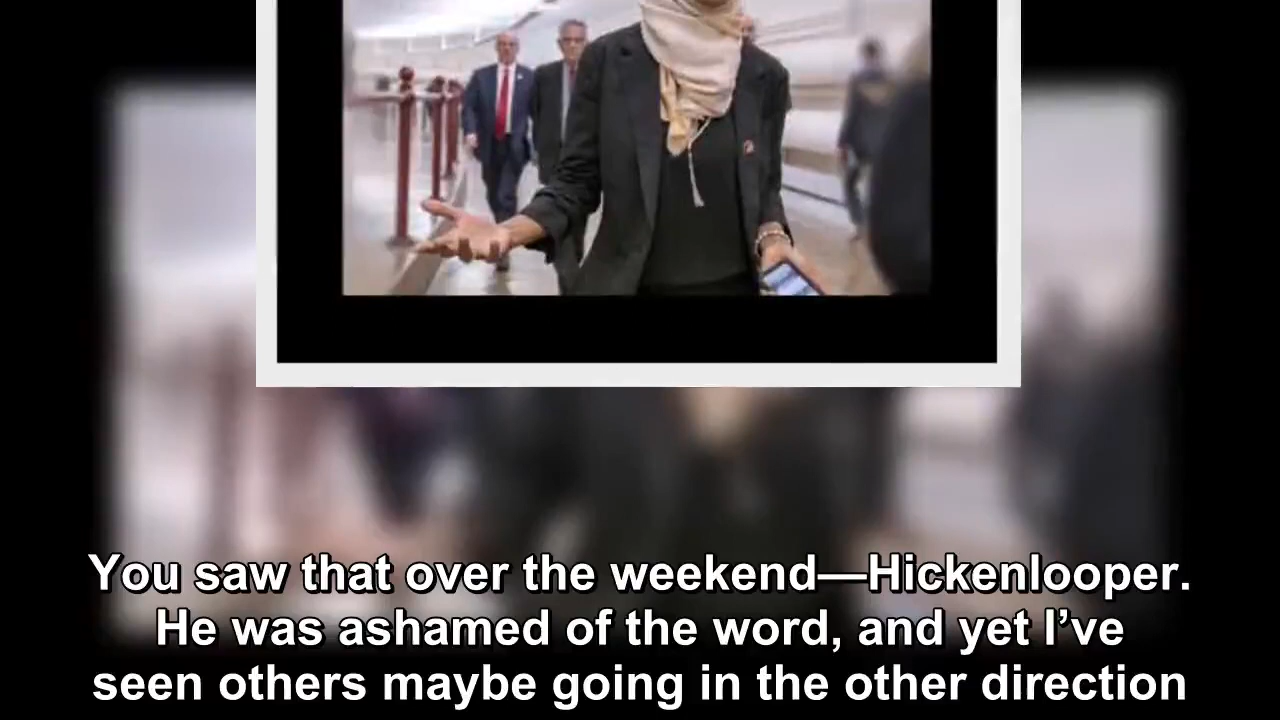 You saw that over the weekend—Hickenlooper.
He was ashamed of the word, and yet I’ve
seen others maybe going in the other direction